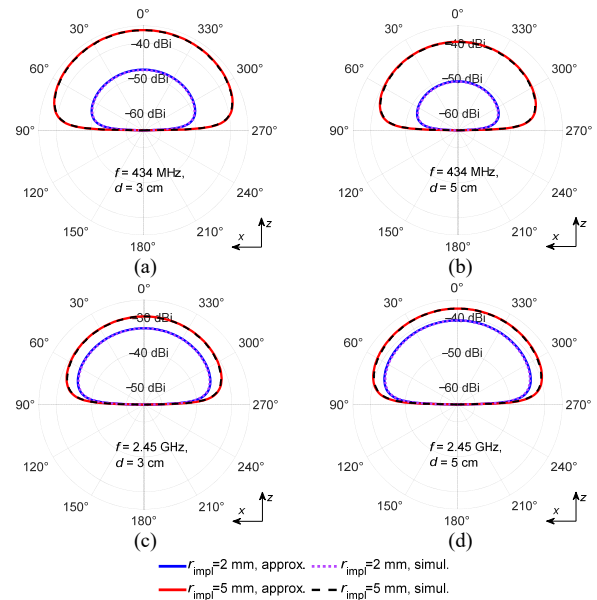 0°
30°
330°
–40 dBi
60°
300°
–50 dBi
–60 dBi
90°
270°
f = 434 MHz,
d = 3 cm
120°
240°
150°
210°
180°
x
z
(a)
0°
30°
330°
–40 dBi
60°
300°
–50 dBi
–60 dBi
90°
270°
f = 434 MHz,
d = 5 cm
120°
240°
150°
210°
180°
x
z
(b)
0°
30°
330°
–30 dBi
60°
300°
–40 dBi
–50 dBi
90°
270°
f = 2.45 GHz,
d = 3 cm
120°
240°
150°
210°
180°
x
z
(c)
0°
30°
330°
–40 dBi
60°
300°
–50 dBi
–60 dBi
90°
270°
f = 2.45 GHz,
d = 5 cm
120°
240°
150°
210°
180°
x
z
(d)
r_impl=2 mm, approx. r_impl=2 mm, simul.
r_impl=5 mm, approx. r_impl=5 mm, simul.